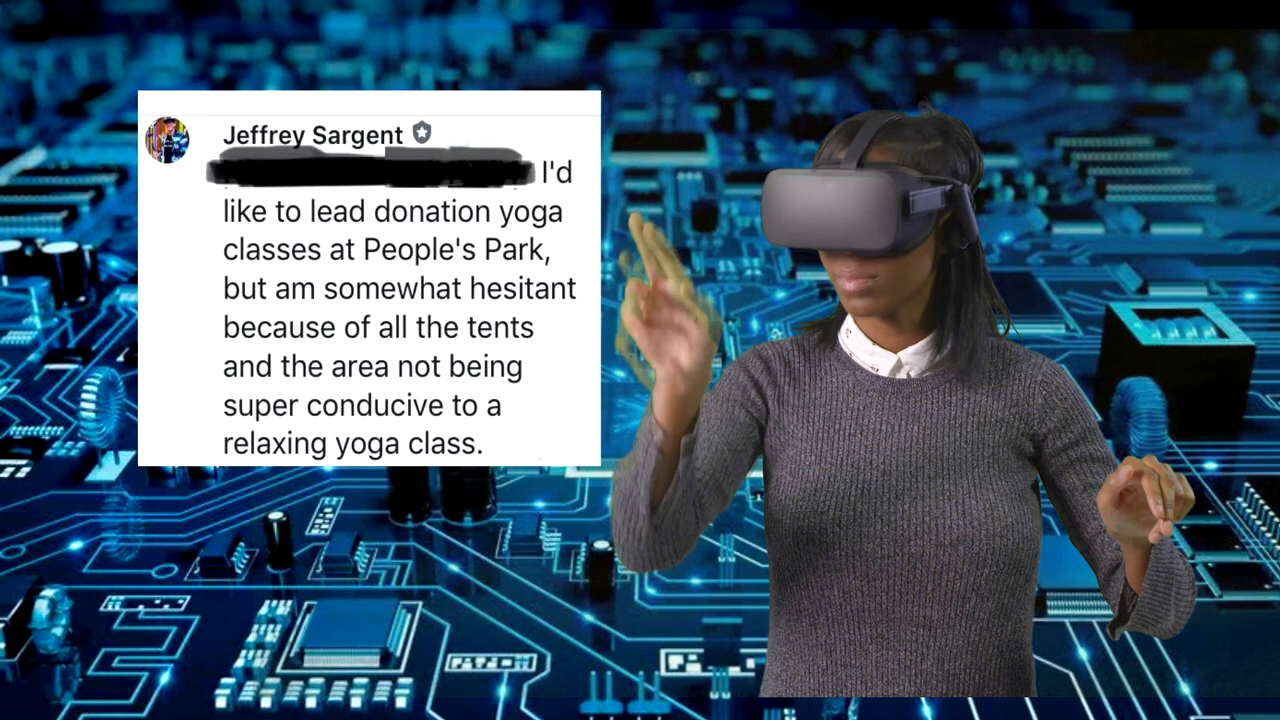 Jeffrey Sargent
I'd
like to lead donation yoga
classes at People's Park,
but am somewhat hesitant
because of all the tents
and the area not being
super conducive to a
relaxing yoga class.